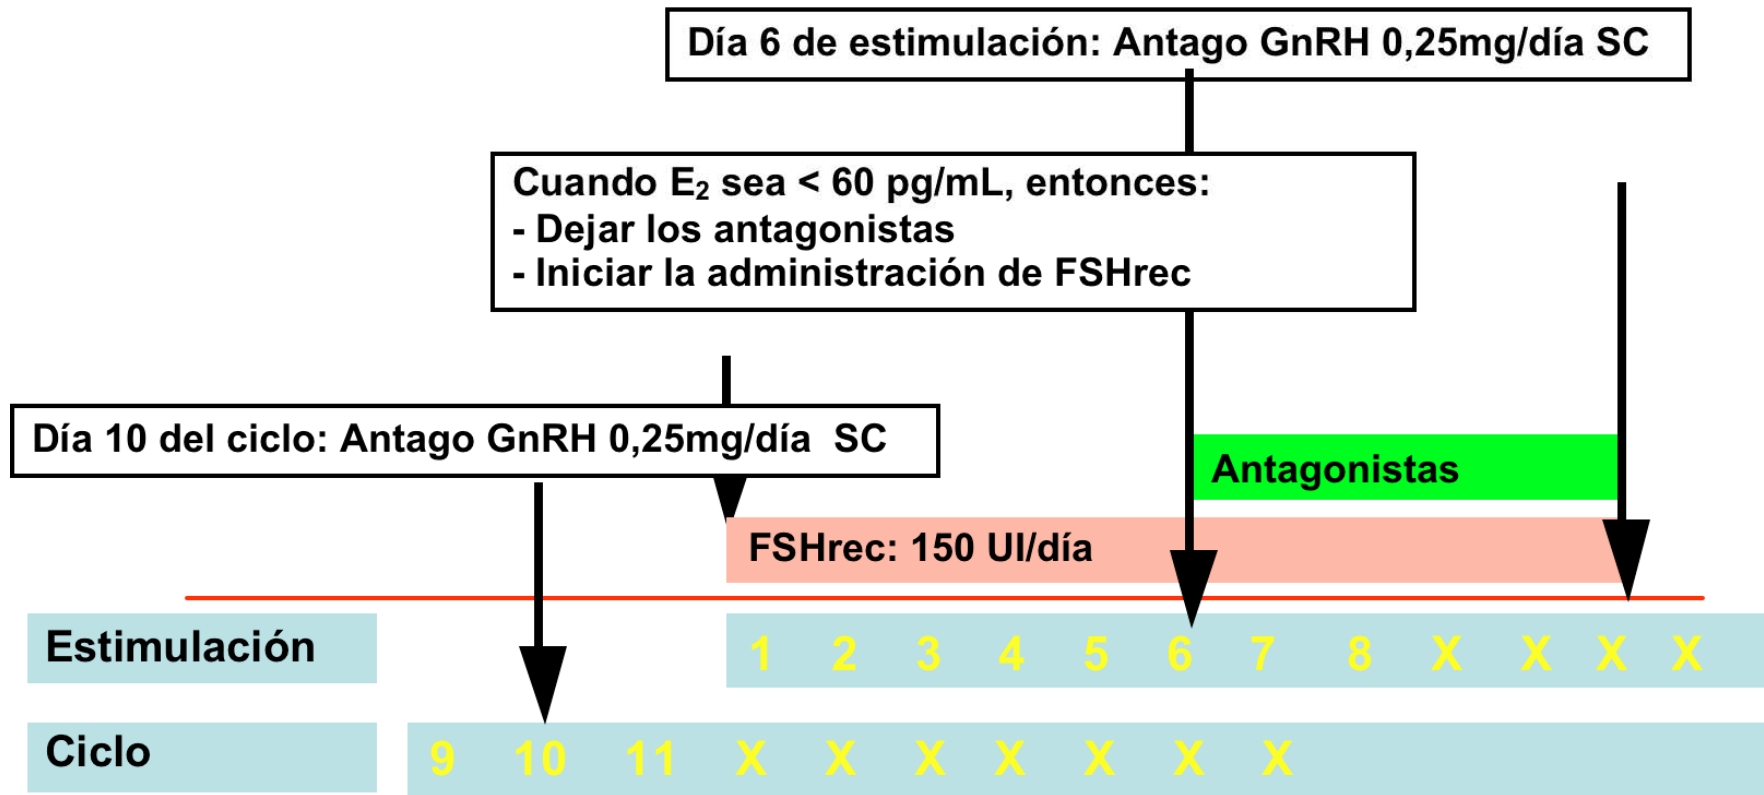 Día 6 de estimulación: Antago GnRH 0,25mg/día SC
Cuando E₂ sea < 60 pg/mL, entonces:
- Dejar los antagonistas
- Iniciar la administración de FSHrec
Día 10 del ciclo: Antago GnRH 0,25mg/día SC
Antagonistas
FSHrec: 150 UI/día
Estimulación 1 2 3 4 5 6 7 8 X X X X
Ciclo 9 10 11 X X X X X X X